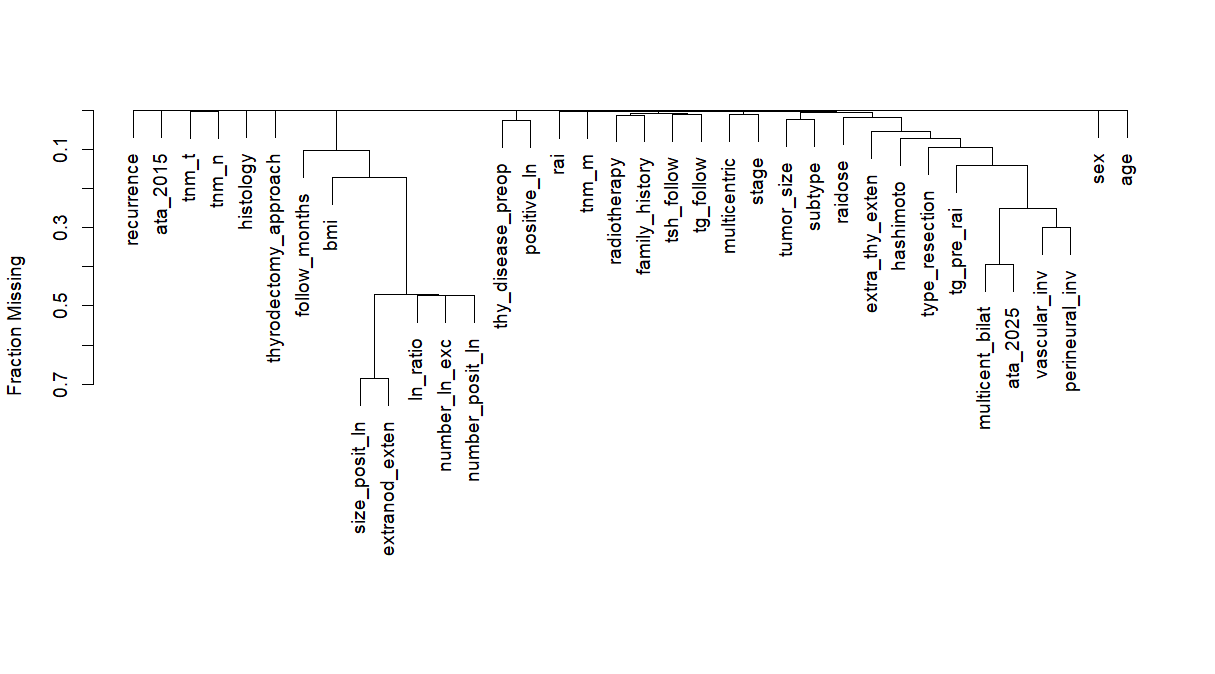 Fraction Missing
0.1
0.3
0.5
0.7
recurrence
ata_2015
tnm_t
tnm_n
histology
thyrodectomy_approach
follow_months
bmi
size_posit_ln
extranod_exten
ln_ratio
number_ln_exc
number_posit_ln
thy_disease_preop
positive_ln
rai
tnm_m
radiotherapy
family_history
tsh_follow
tg_follow
multicentric
stage
tumor_size
subtype
raidose
extra_thy_exten
hashimoto
type_resection
tg_pre_rai
multicent_bilat
ata_2025
vascular_inv
perineural_inv
sex
age